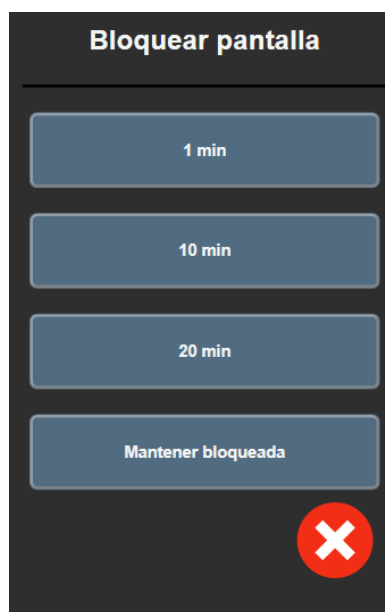 Bloquear pantalla
1 min
10 min
20 min
Mantener bloqueada